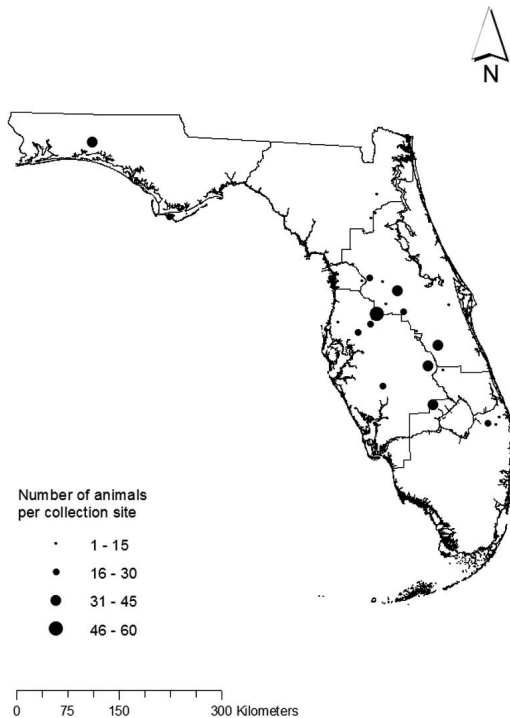 N
Number of animals
per collection site
1 - 15
16 - 30
31 - 45
46 - 60
0 75 150 300 Kilometers